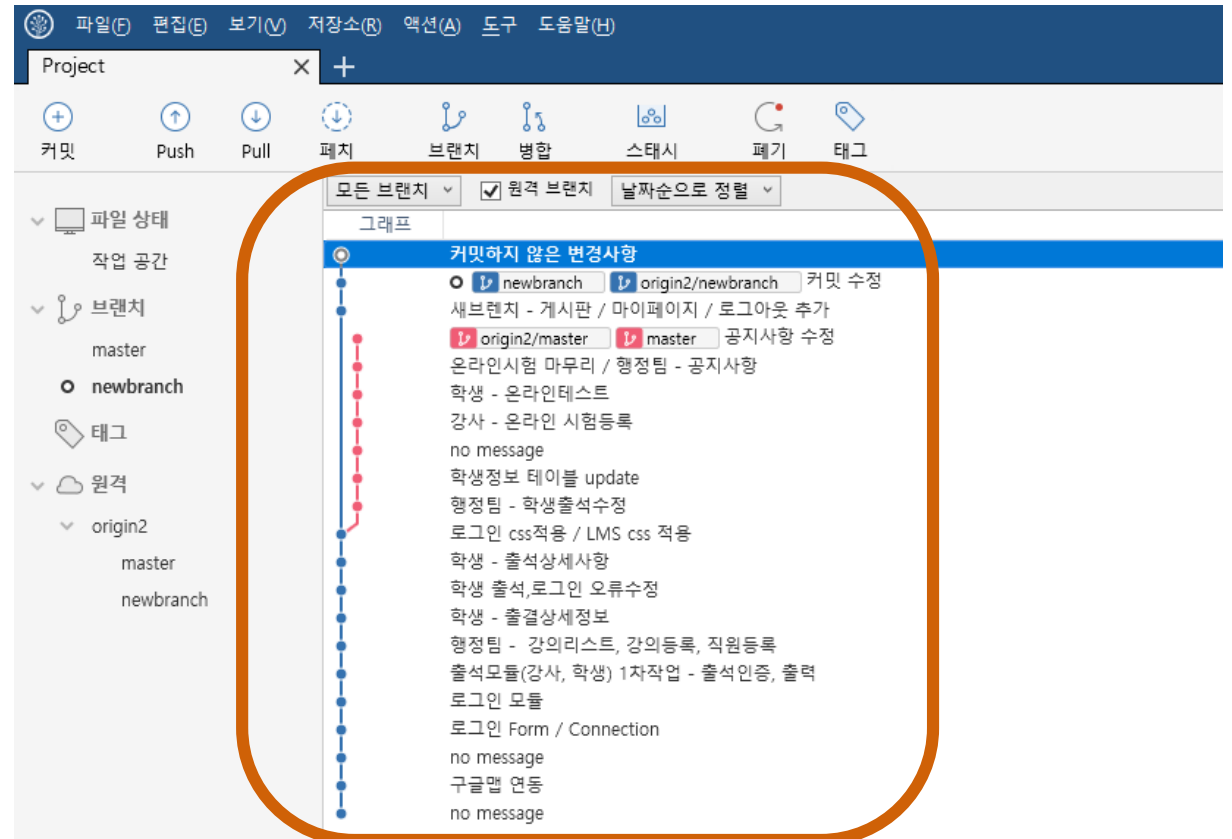 파일(F) 편집(E) 보기(V) 저장소(R) 액션(A) 도구 도움말(H)
Project
커밋 Push Pull 페치 브랜치 병합 스태시 폐기 태그
모든 브랜치 원격 브랜치 날짜순으로 정렬
그래프
파일 상태
작업 공간
브랜치
master
newbranch
태그
원격
origin2
master
newbranch
커밋하지 않은 변경사항
newbranch origin2/newbranch 커밋 수정
새브렌치 - 게시판 / 마이페이지 / 로그아웃 추가
origin2/master master 공지사항 수정
온라인시험 마무리 / 행정팀 - 공지사항
학생 - 온라인테스트
강사 - 온라인 시험등록
no message
학생정보 테이블 update
행정팀 - 학생출석수정
로그인 css적용 / LMS css 적용
학생 - 출석상세사항
학생 출석,로그인 오류수정
학생 - 출결상세정보
행정팀 - 강의리스트, 강의등록, 직원등록
출석모듈(강사, 학생) 1차작업 - 출석인증, 출력
로그인 모듈
로그인 Form / Connection
no message
구글맵 연동
no message